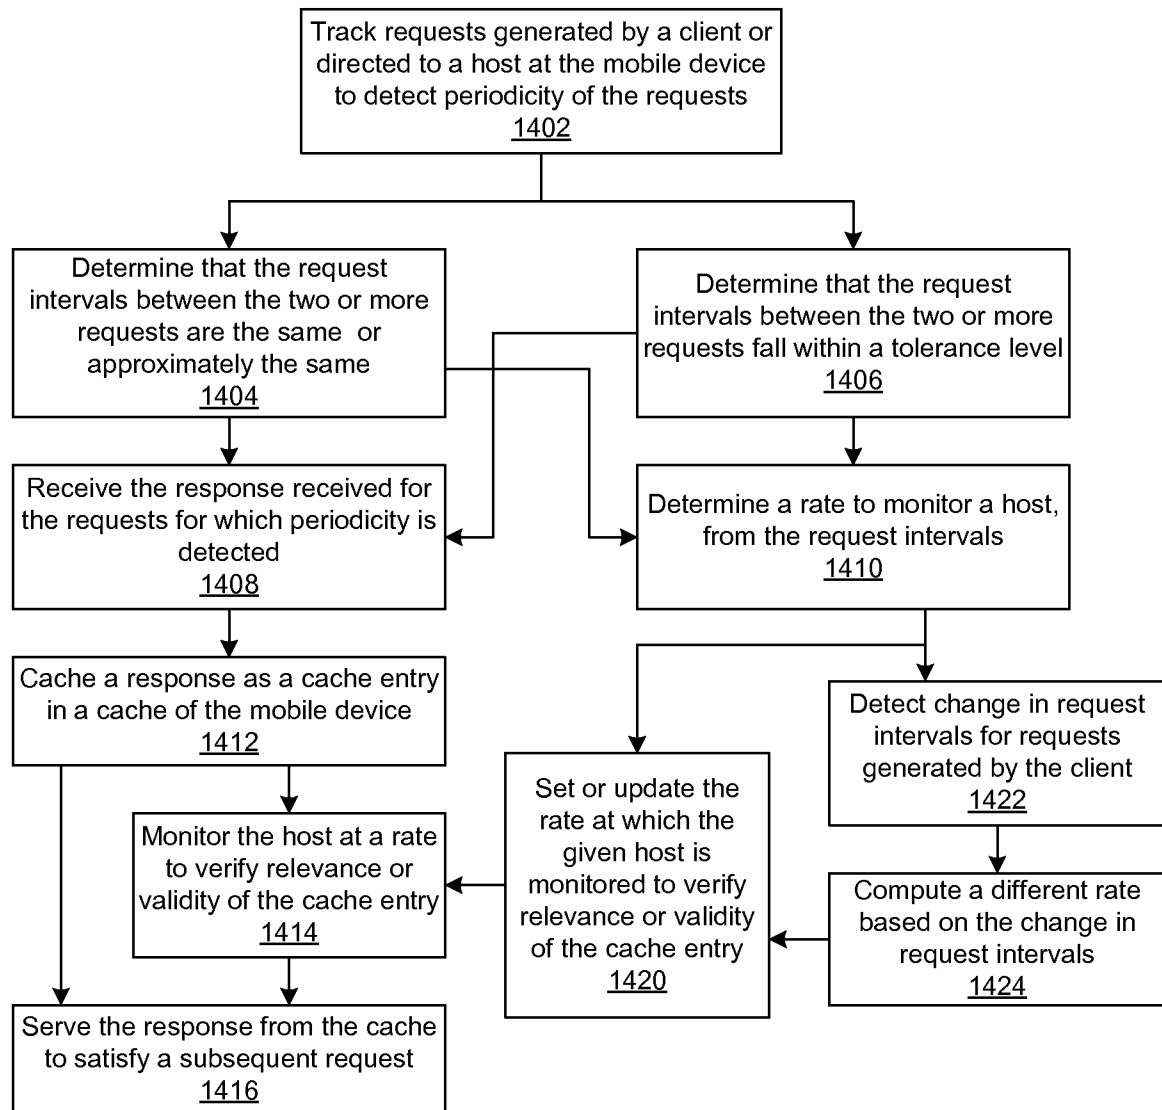 Track requests generated by a client or
directed to a host at the mobile device
to detect periodicity of the requests
1402
Determine that the request
intervals between the two or more
requests are the same or
approximately the same
1404
Determine that the request
intervals between the two or more
requests fall within a tolerance level
1406
Receive the response received for
the requests for which periodicity is
detected
1408
Determine a rate to monitor a host,
from the request intervals
1410
Cache a response as a cache entry
in a cache of the mobile device
1412
Detect change in request
intervals for requests
generated by the client
1422
Set or update the
rate at which the
given host is
monitored to verify
relevance or validity
of the cache entry
1420
Monitor the host at a rate
to verify relevance or
validity of the cache entry
1414
Compute a different rate
based on the change in
request intervals
1424
Serve the response from the cache
to satisfy a subsequent request
1416